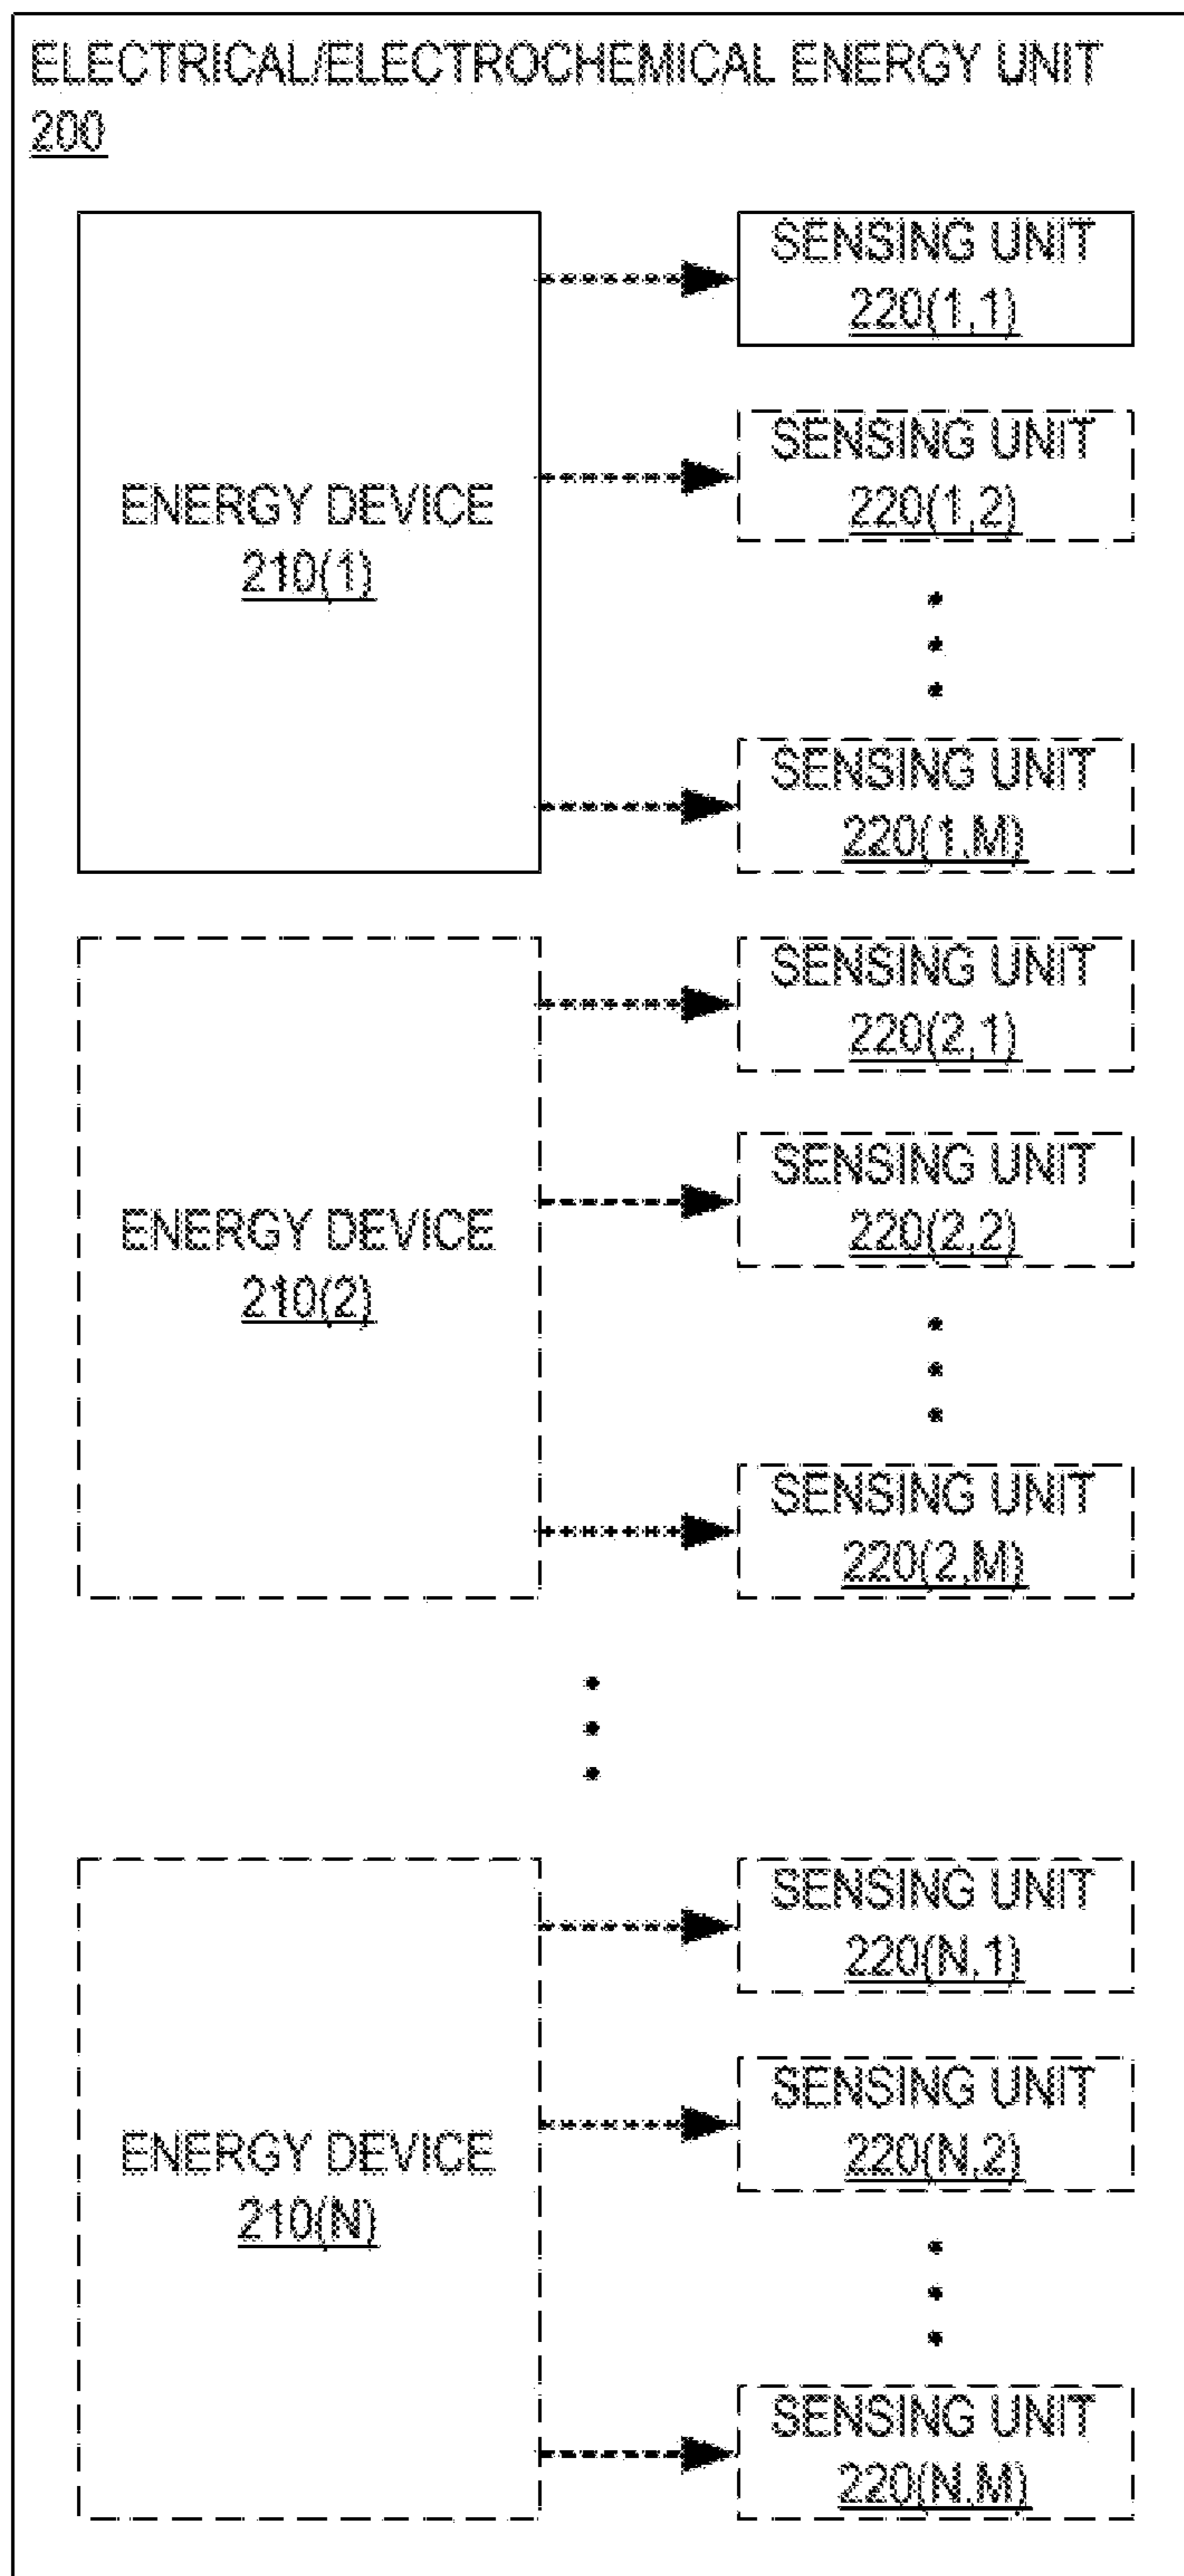 ELECTRICAL/ELECTROCHEMICAL ENERGY UNIT
200
ENERGY DEVICE
210(1)
SENSING UNIT
220(1,1)
SENSING UNIT
220(1,2)
SENSING UNIT
220(1,M)
ENERGY DEVICE
210(2)
SENSING UNIT
220(2,1)
SENSING UNIT
220(2,2)
SENSING UNIT
220(2,M)
ENERGY DEVICE
210(N)
SENSING UNIT
220(N,1)
SENSING UNIT
220(N,2)
SENSING UNIT
220(N,M)